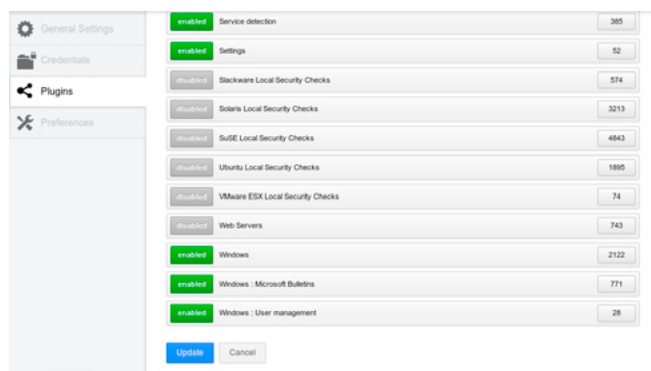 General Settings
Credentials
Plugins
Preferences
enabled Service detection 385
enabled Settings 52
disabled Slackware Local Security Checks 574
disabled Solaris Local Security Checks 3213
disabled SuSE Local Security Checks 4843
disabled Ubuntu Local Security Checks 1895
disabled VMware ESX Local Security Checks 74
disabled Web Servers 743
enabled Windows 2122
enabled Windows : Microsoft Bulletins 771
enabled Windows : User management 28
Update Cancel